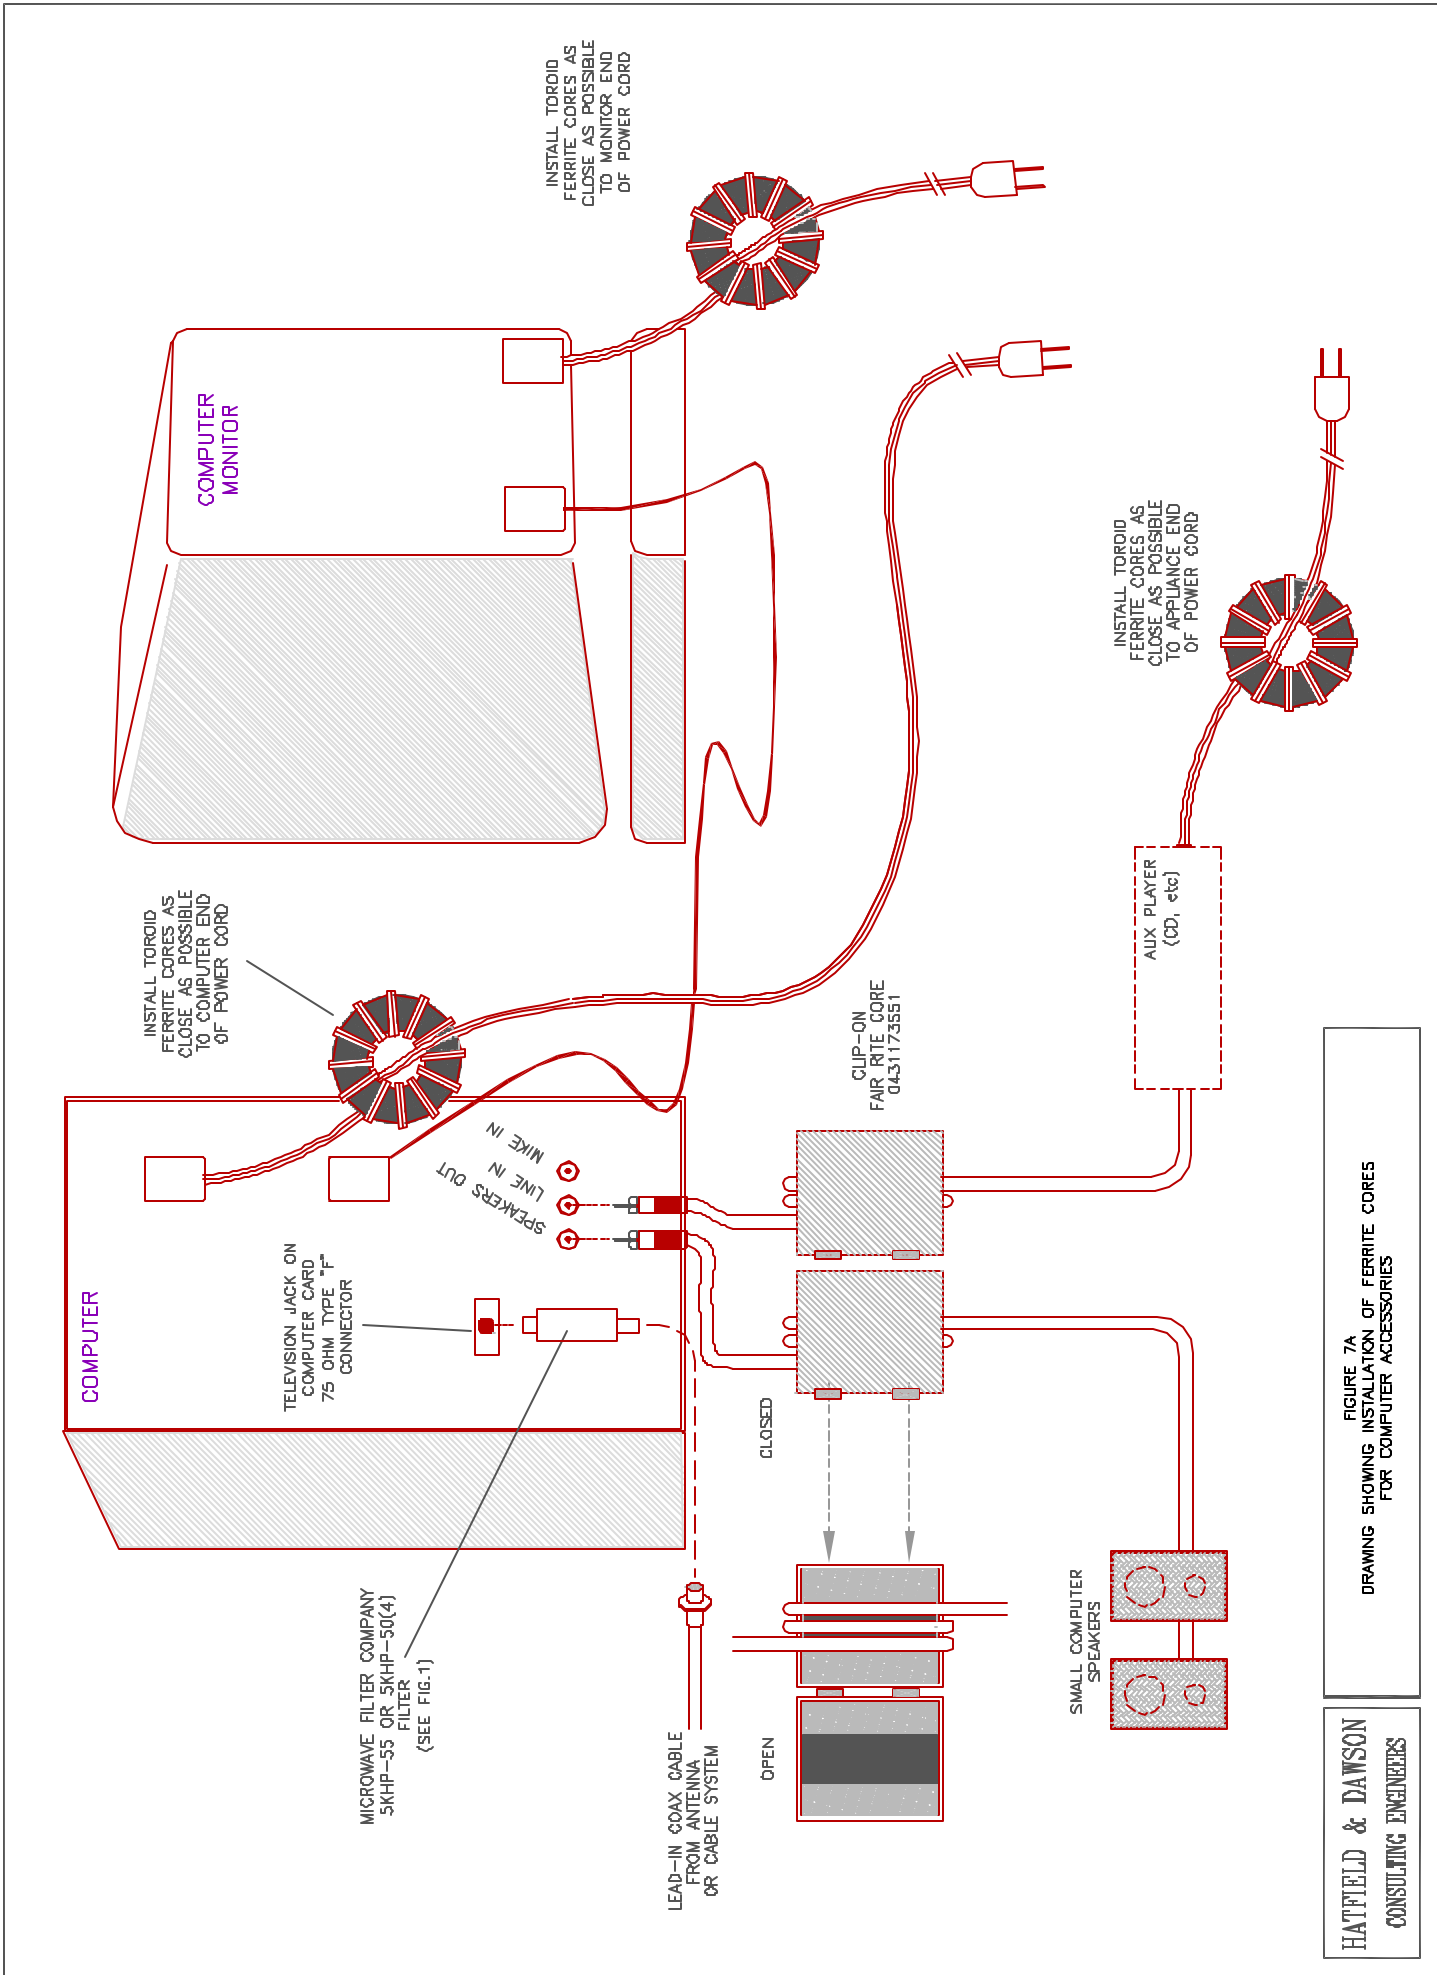 COMPUTER
TELEVISION JACK ON
COMPUTER CARD
75 OHM TYPE "F"
CONNECTOR
MICROWAVE FILTER COMPANY
5KHP-55 OR 5KHP-50(4)
FILTER
(SEE FIG.1)
INSTALL TOROID
FERRITE CORES AS
CLOSE AS POSSIBLE
TO COMPUTER END
OF POWER CORD
COMPUTER
MONITOR
INSTALL TOROID
FERRITE CORES AS
CLOSE AS POSSIBLE
TO MONITOR END
OF POWER CORD
SPEAKERS OUT
LINE IN
MIKE IN
LEAD-IN COAX CABLE
FROM ANTENNA
OR CABLE SYSTEM
OPEN
CLOSED
CLIP-ON
FAIR RITE CORE
0431173551
SMALL COMPUTER
SPEAKERS
AUX PLAYER
(CD, etc)
INSTALL TOROID
FERRITE CORES AS
CLOSE AS POSSIBLE
TO APPLIANCE END
OF POWER CORD
HATFIELD & DAWSON
CONSULTING ENGINEERS
FIGURE 7A
DRAWING SHOWING INSTALLATION OF FERRITE CORES
FOR COMPUTER ACCESSORIES